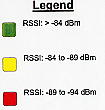 Legend
RSSI: > -84 dBm
RSSI: -84 to -89 dBm
RSSI: -89 to -94 dBm